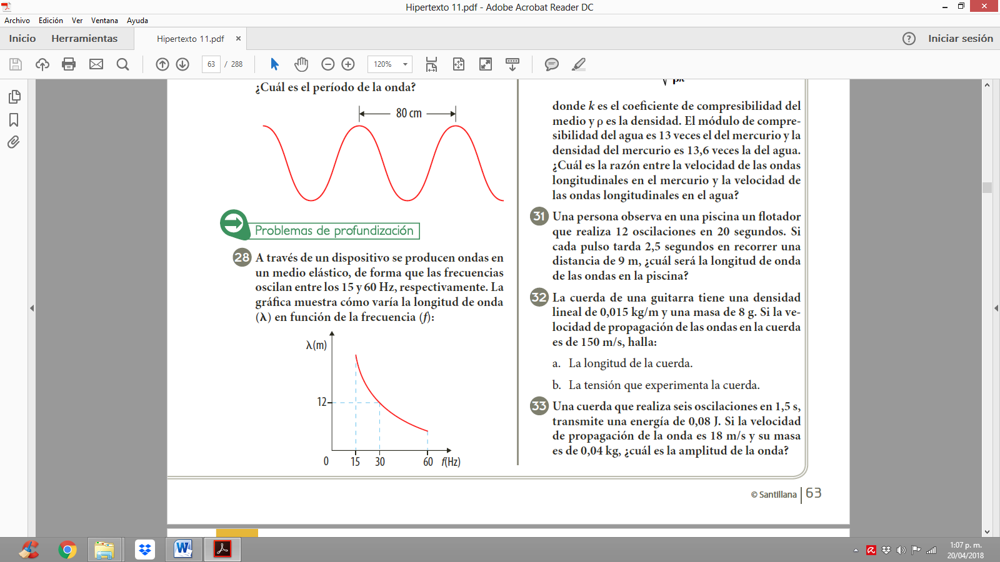 Hipertexto 11.pdf - Adobe Acrobat Reader DC
Archivo Edición Ver Ventana Ayuda
Inicio Herramientas Hipertexto 11.pdf × ? Iniciar sesión
63 / 288 120%
¿Cuál es el período de la onda?
80 cm
Problemas de profundización
28 A través de un dispositivo se producen ondas en
un medio elástico, de forma que las frecuencias
oscilan entre los 15 y 60 Hz, respectivamente. La
gráfica muestra cómo varía la longitud de onda
(λ) en función de la frecuencia (f):
λ(m)
12
0 15 30 60 f(Hz)
√ρk
donde k es el coeficiente de compresibilidad del
medio y ρ es la densidad. El módulo de compre-
sibilidad del agua es 13 veces el del mercurio y la
densidad del mercurio es 13,6 veces la del agua.
¿Cuál es la razón entre la velocidad de las ondas
longitudinales en el mercurio y la velocidad de
las ondas longitudinales en el agua?
31 Una persona observa en una piscina un flotador
que realiza 12 oscilaciones en 20 segundos. Si
cada pulso tarda 2,5 segundos en recorrer una
distancia de 9 m, ¿cuál será la longitud de onda
de las ondas en la piscina?
32 La cuerda de una guitarra tiene una densidad
lineal de 0,015 kg/m y una masa de 8 g. Si la ve-
locidad de propagación de las ondas en la cuerda
es de 150 m/s, halla:
a. La longitud de la cuerda.
b. La tensión que experimenta la cuerda.
33 Una cuerda que realiza seis oscilaciones en 1,5 s,
transmite una energía de 0,08 J. Si la velocidad
de propagación de la onda es 18 m/s y su masa
es de 0,04 kg, ¿cuál es la amplitud de la onda?
© Santillana 63
1:07 p. m.
20/04/2018